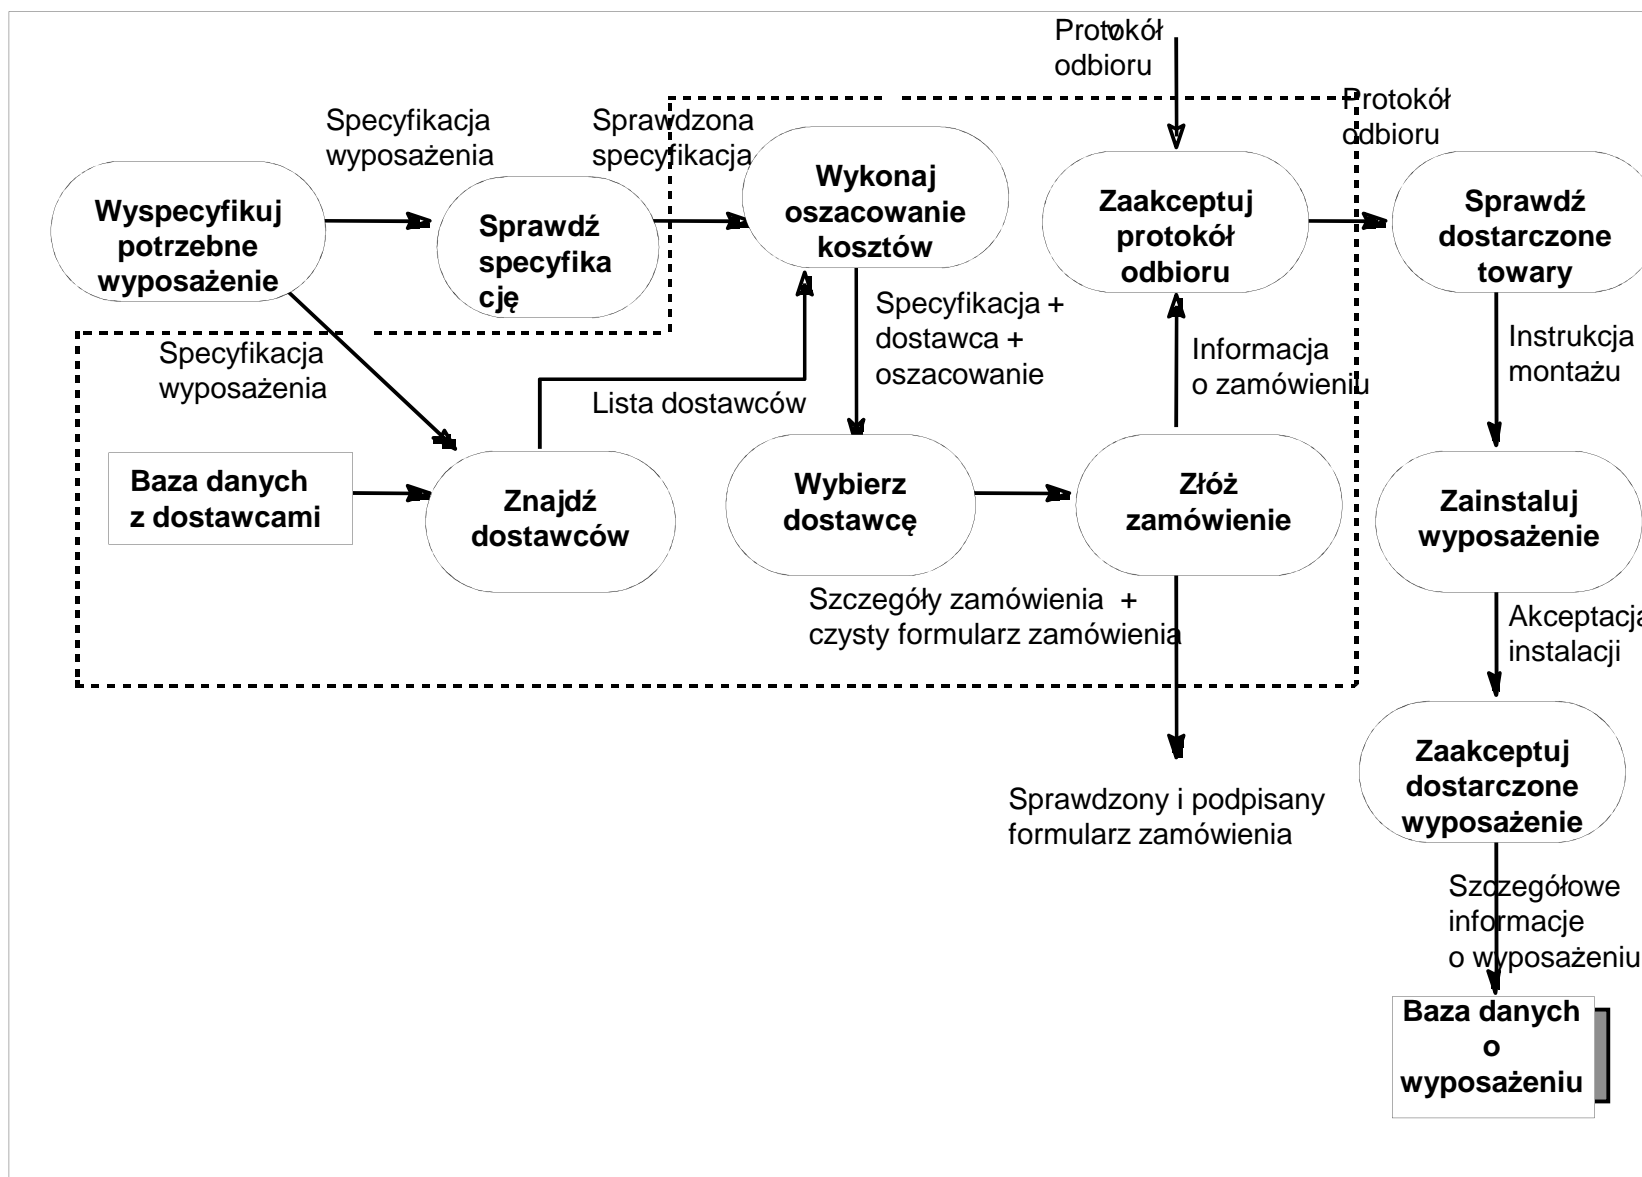 Protokół
odbioru
Protokół
odbioru
Specyfikacja
wyposażenia
Sprawdzona
specyfikacja
Wyspecyfikuj
potrzebne
wyposażenie
Sprawdź
specyfika
cję
Wykonaj
oszacowanie
kosztów
Zaakceptuj
protokół
odbioru
Sprawdź
dostarczone
towary
Specyfikacja
wyposażenia
Lista dostawców
Specyfikacja +
dostawca +
oszacowanie
Informacja
o zamówieniu
Instrukcja
montażu
Baza danych
z dostawcami
Znajdź
dostawców
Wybierz
dostawcę
Złóż
zamówienie
Zainstaluj
wyposażenie
Szczegóły zamówienia +
czysty formularz zamówienia
Akceptacja
instalacji
Sprawdzony i podpisany
formularz zamówienia
Zaakceptuj
dostarczone
wyposażenie
Szczegółowe
informacje
o wyposażeniu
Baza danych
o
wyposażeniu